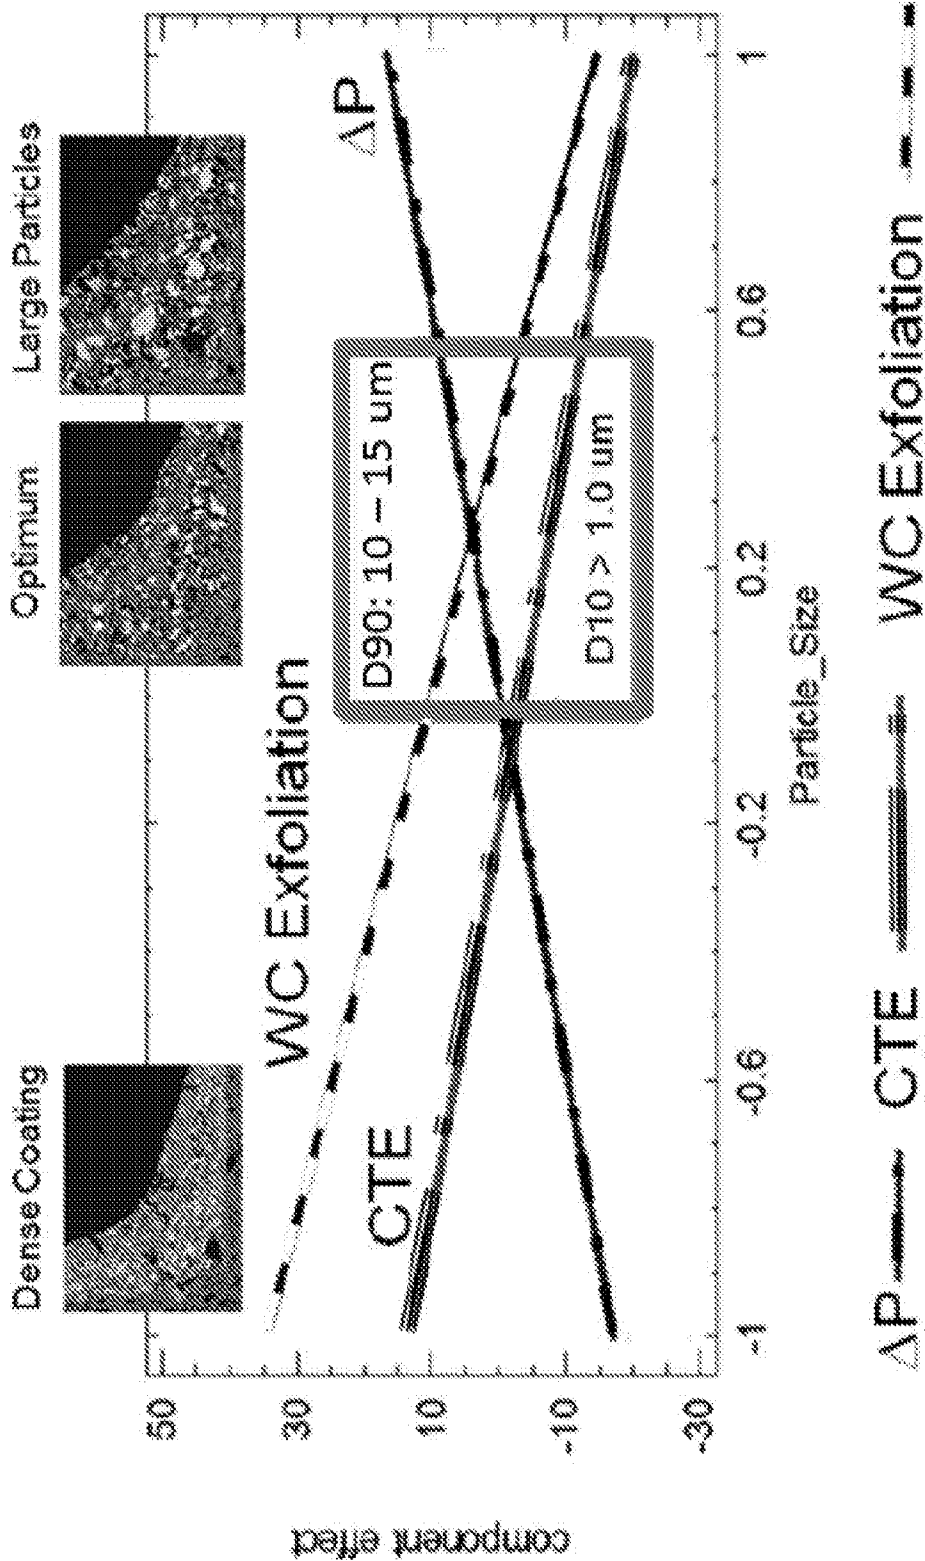 Dense Coating
Optimum
Large Particles
component effect
50
30
10
-10
-30
WC Exfoliation
CTE
ΔP
D90: 10 – 15 um
D10 > 1.0 um
-1
-0.6
-0.2
0.2
0.6
1
Particle_Size
ΔP
CTE
WC Exfoliation